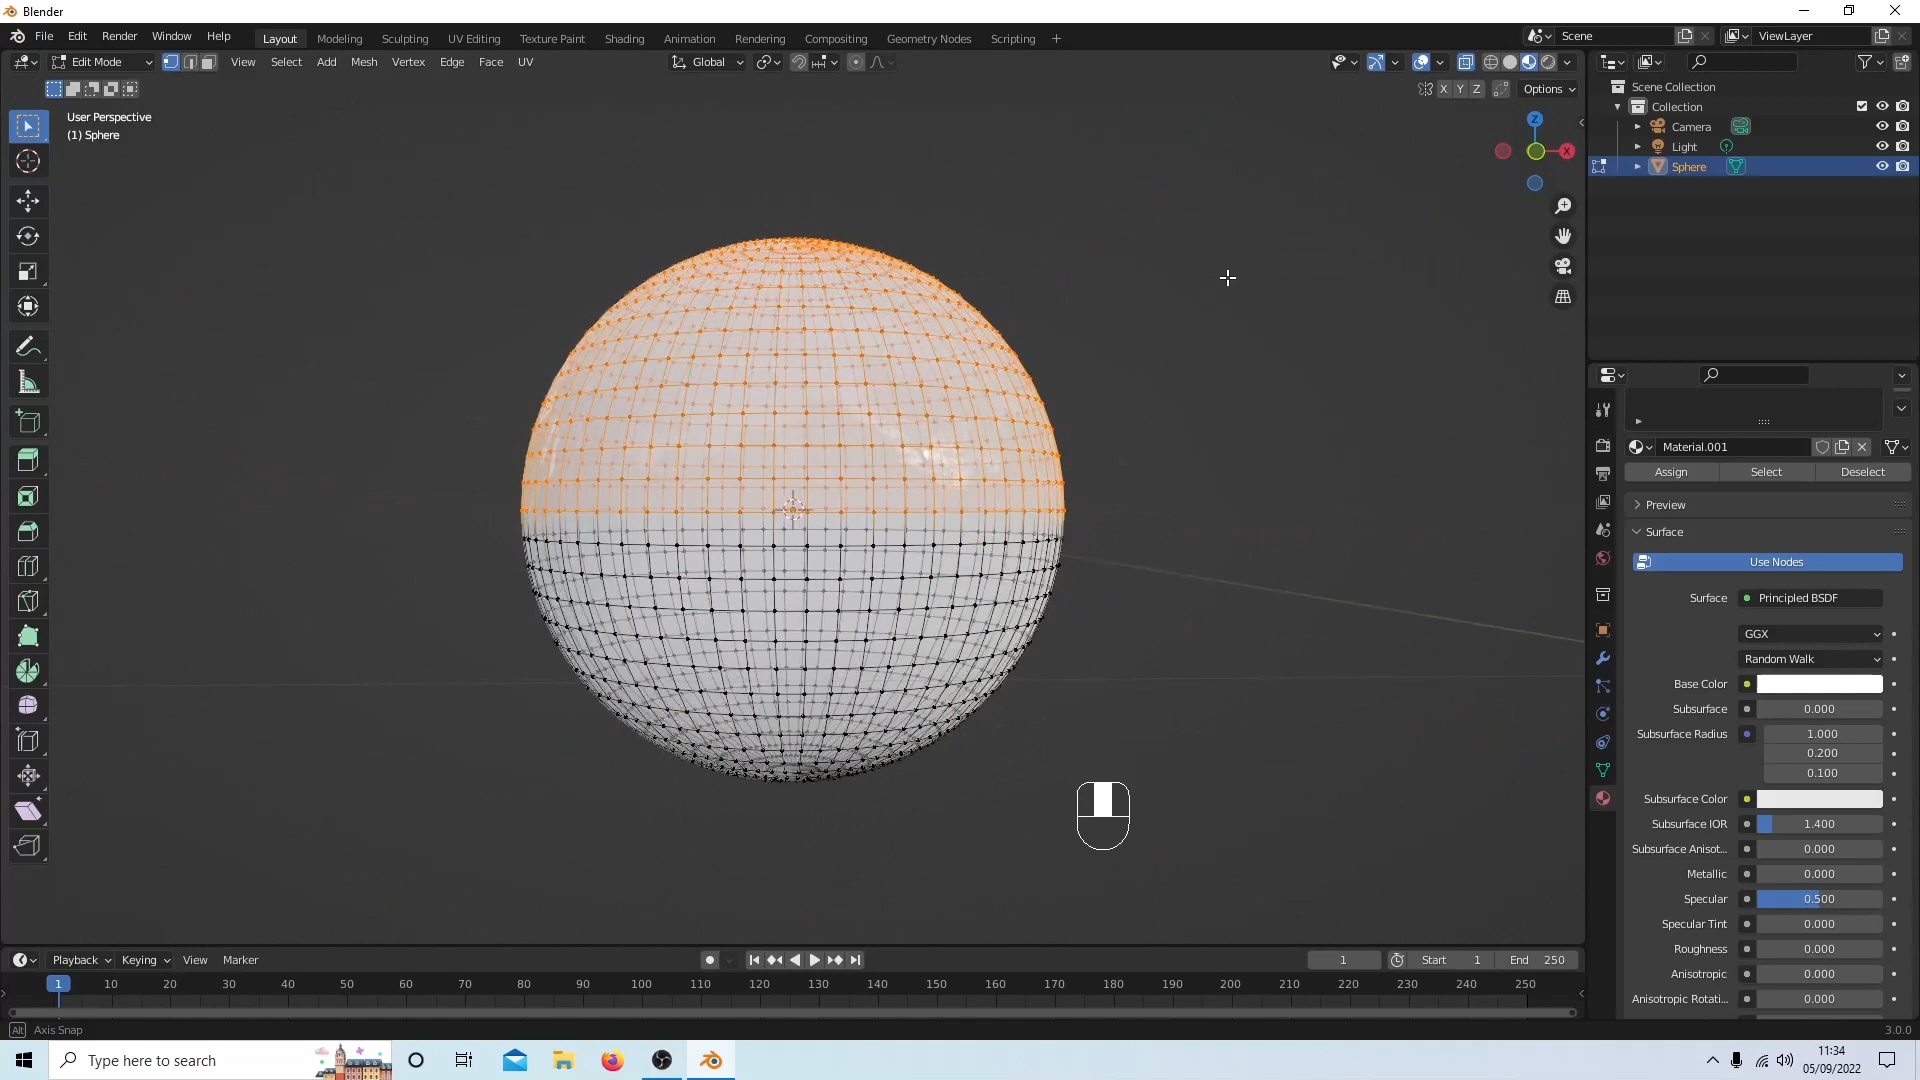 Blender
File Edit Render Window Help Layout Modeling Sculpting UV Editing Texture Paint Shading Animation Rendering Compositing Geometry Nodes Scripting + Scene ViewLayer
Edit Mode View Select Add Mesh Vertex Edge Face UV Global
X Y Z Options
User Perspective
(1) Sphere
Z
X
Scene Collection
Collection
Camera
Light
Sphere
Material.001
Assign Select Deselect
Preview
Surface
Use Nodes
Surface Principled BSDF
GGX
Random Walk
Base Color
Subsurface 0.000
Subsurface Radius 1.000
0.200
0.100
Subsurface Color
Subsurface IOR 1.400
Subsurface Anisot... 0.000
Metallic 0.000
Specular 0.500
Specular Tint 0.000
Roughness 0.000
Anisotropic 0.000
Anisotropic Rotati... 0.000
Playback Keying View Marker 1 Start 1 End 250
1 10 20 30 40 50 60 70 80 90 100 110 120 130 140 150 160 170 180 190 200 210 220 230 240 250
Alt Axis Snap 3.0.0
Type here to search
11:34
05/09/2022